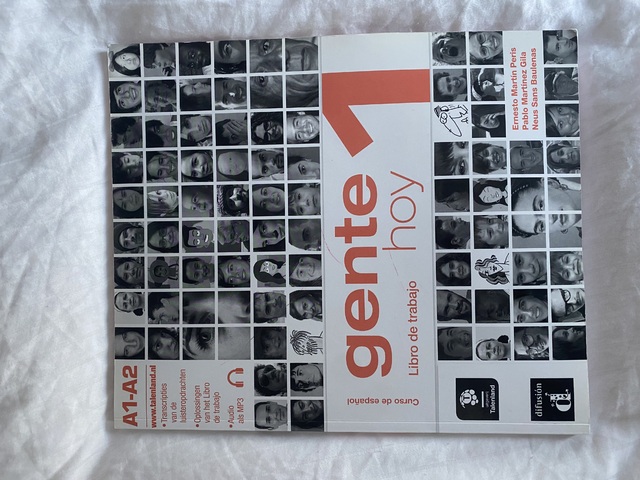 A1-A2
www.talenland.nl
• Transcripties
van de
luisteropdrachten
• Oplossingen
van het Libro
de trabajo
• Audio
als MP3
gente
hoy
1
Libro de trabajo
Curso de español
Ernesto Martín Peris
Pablo Martínez Gila
Neus Sans Baulenas
Talenland
difusión